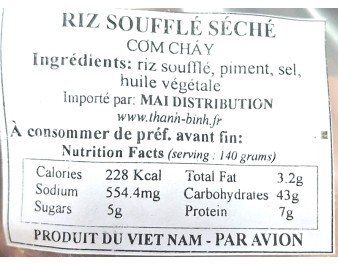 RIZ SOUFFLÉ SÉCHÉ
COM CHÁY
Ingrédients: riz soufflé, piment, sel,
huile végétale
Importé par: MAI DISTRIBUTION
www.thanh-binh.fr
À consommer de préf. avant fin:
Nutrition Facts (serving : 140 grams)
Calories 228 Kcal Total Fat 3.2g
Sodium 554.4mg Carbohydrates 43g
Sugars 5g Protein 7g
PRODUIT DU VIET NAM - PAR AVION